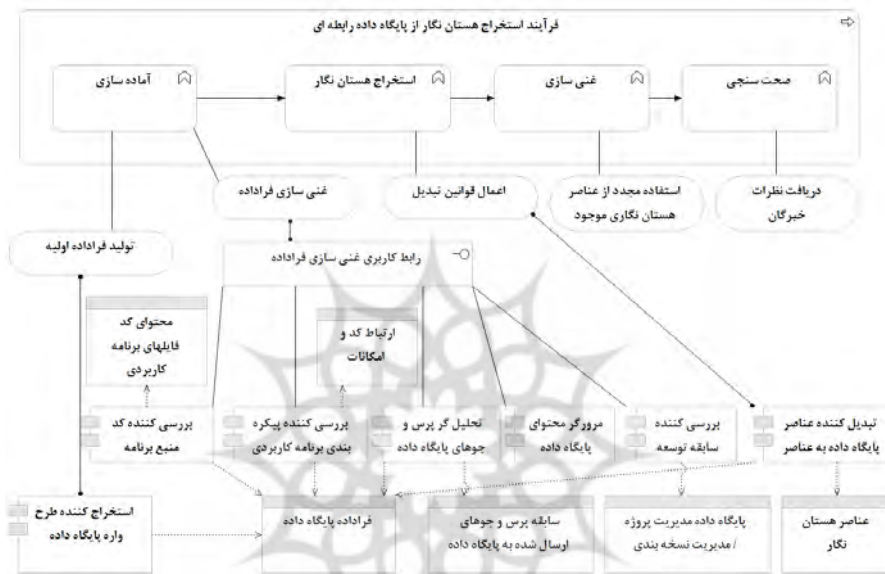 فرآیند استخراج هستان نگار از پایگاه داده رابطه ای
آماده سازی
استخراج هستان نگار
غنی سازی
صحت سنجی
غنی سازی فراداده
اعمال قوانین تبدیل
استفاده مجدد از عناصر
هستان نگاری موجود
دریافت نظرات
خبرگان
تولید فراداده اولیه
رابط کاربری غنی سازی فراداده
محتوای کد
فایلهای برنامه
کاربردی
ارتباط کد و
امکانات
بررسی کننده کد
منبع برنامه
بررسی کننده پیکره
بندی برنامه کاربردی
تحلیل گر پرس و
جوهای پایگاه داده
مرورگر محتوای
پایگاه داده
بررسی کننده
سابقه توسعه
تبدیل کننده عناصر
پایگاه داده به عناصر
استخراج کننده طرح
واره پایگاه داده
فراداده پایگاه داده
سابقه پرس و جوهای
ارسال شده به پایگاه داده
پایگاه داده مدیریت پروژه
/ مدیریت نسخه بندی
عناصر هستان
نگار